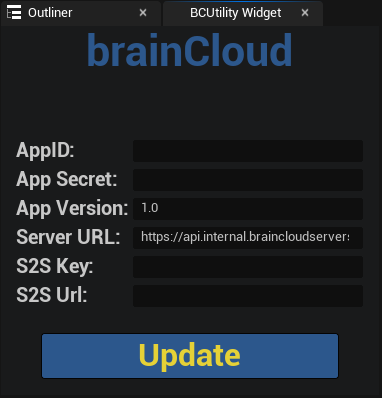 Outliner
BCUtility Widget
brainCloud
AppID:
App Secret:
App Version: 1.0
Server URL: https://api.internal.braincloudservers
S2S Key:
S2S Url:
Update